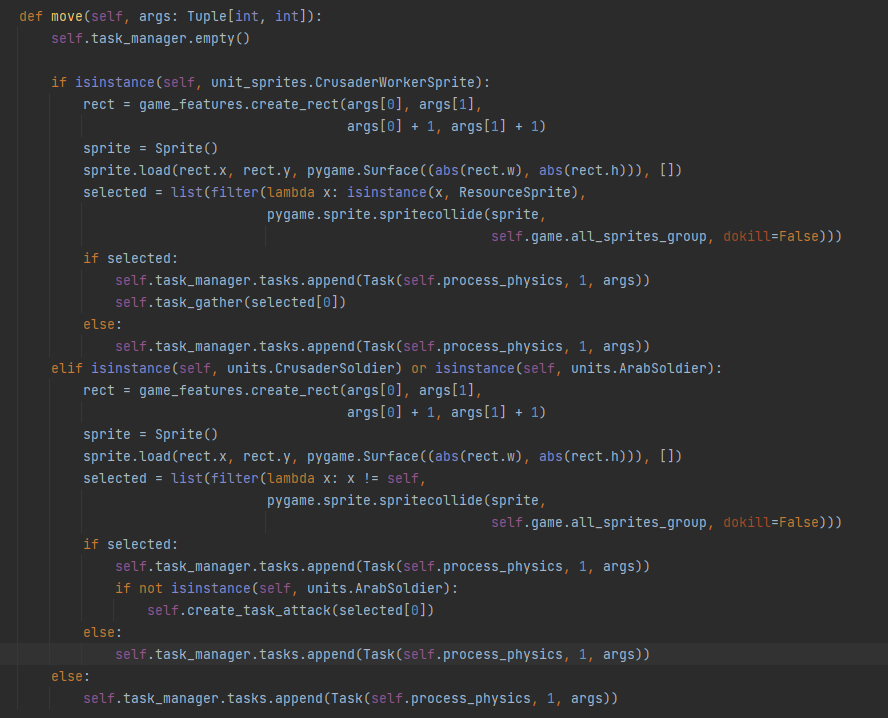 def move(self, args: Tuple[int, int]):
    self.task_manager.empty()

    if isinstance(self, unit_sprites.CrusaderWorkerSprite):
        rect = game_features.create_rect(args[0], args[1],
                                         args[0] + 1, args[1] + 1)
        sprite = Sprite()
        sprite.load(rect.x, rect.y, pygame.Surface((abs(rect.w), abs(rect.h))), [])
        selected = list(filter(lambda x: isinstance(x, ResourceSprite),
                               pygame.sprite.spritecollide(sprite,
                                                           self.game.all_sprites_group, dokill=False)))
        if selected:
            self.task_manager.tasks.append(Task(self.process_physics, 1, args))
            self.task_gather(selected[0])
        else:
            self.task_manager.tasks.append(Task(self.process_physics, 1, args))
    elif isinstance(self, units.CrusaderSoldier) or isinstance(self, units.ArabSoldier):
        rect = game_features.create_rect(args[0], args[1],
                                         args[0] + 1, args[1] + 1)
        sprite = Sprite()
        sprite.load(rect.x, rect.y, pygame.Surface((abs(rect.w), abs(rect.h))), [])
        selected = list(filter(lambda x: x != self,
                               pygame.sprite.spritecollide(sprite,
                                                           self.game.all_sprites_group, dokill=False)))
        if selected:
            self.task_manager.tasks.append(Task(self.process_physics, 1, args))
            if not isinstance(self, units.ArabSoldier):
                self.create_task_attack(selected[0])
        else:
            self.task_manager.tasks.append(Task(self.process_physics, 1, args))
    else:
        self.task_manager.tasks.append(Task(self.process_physics, 1, args))